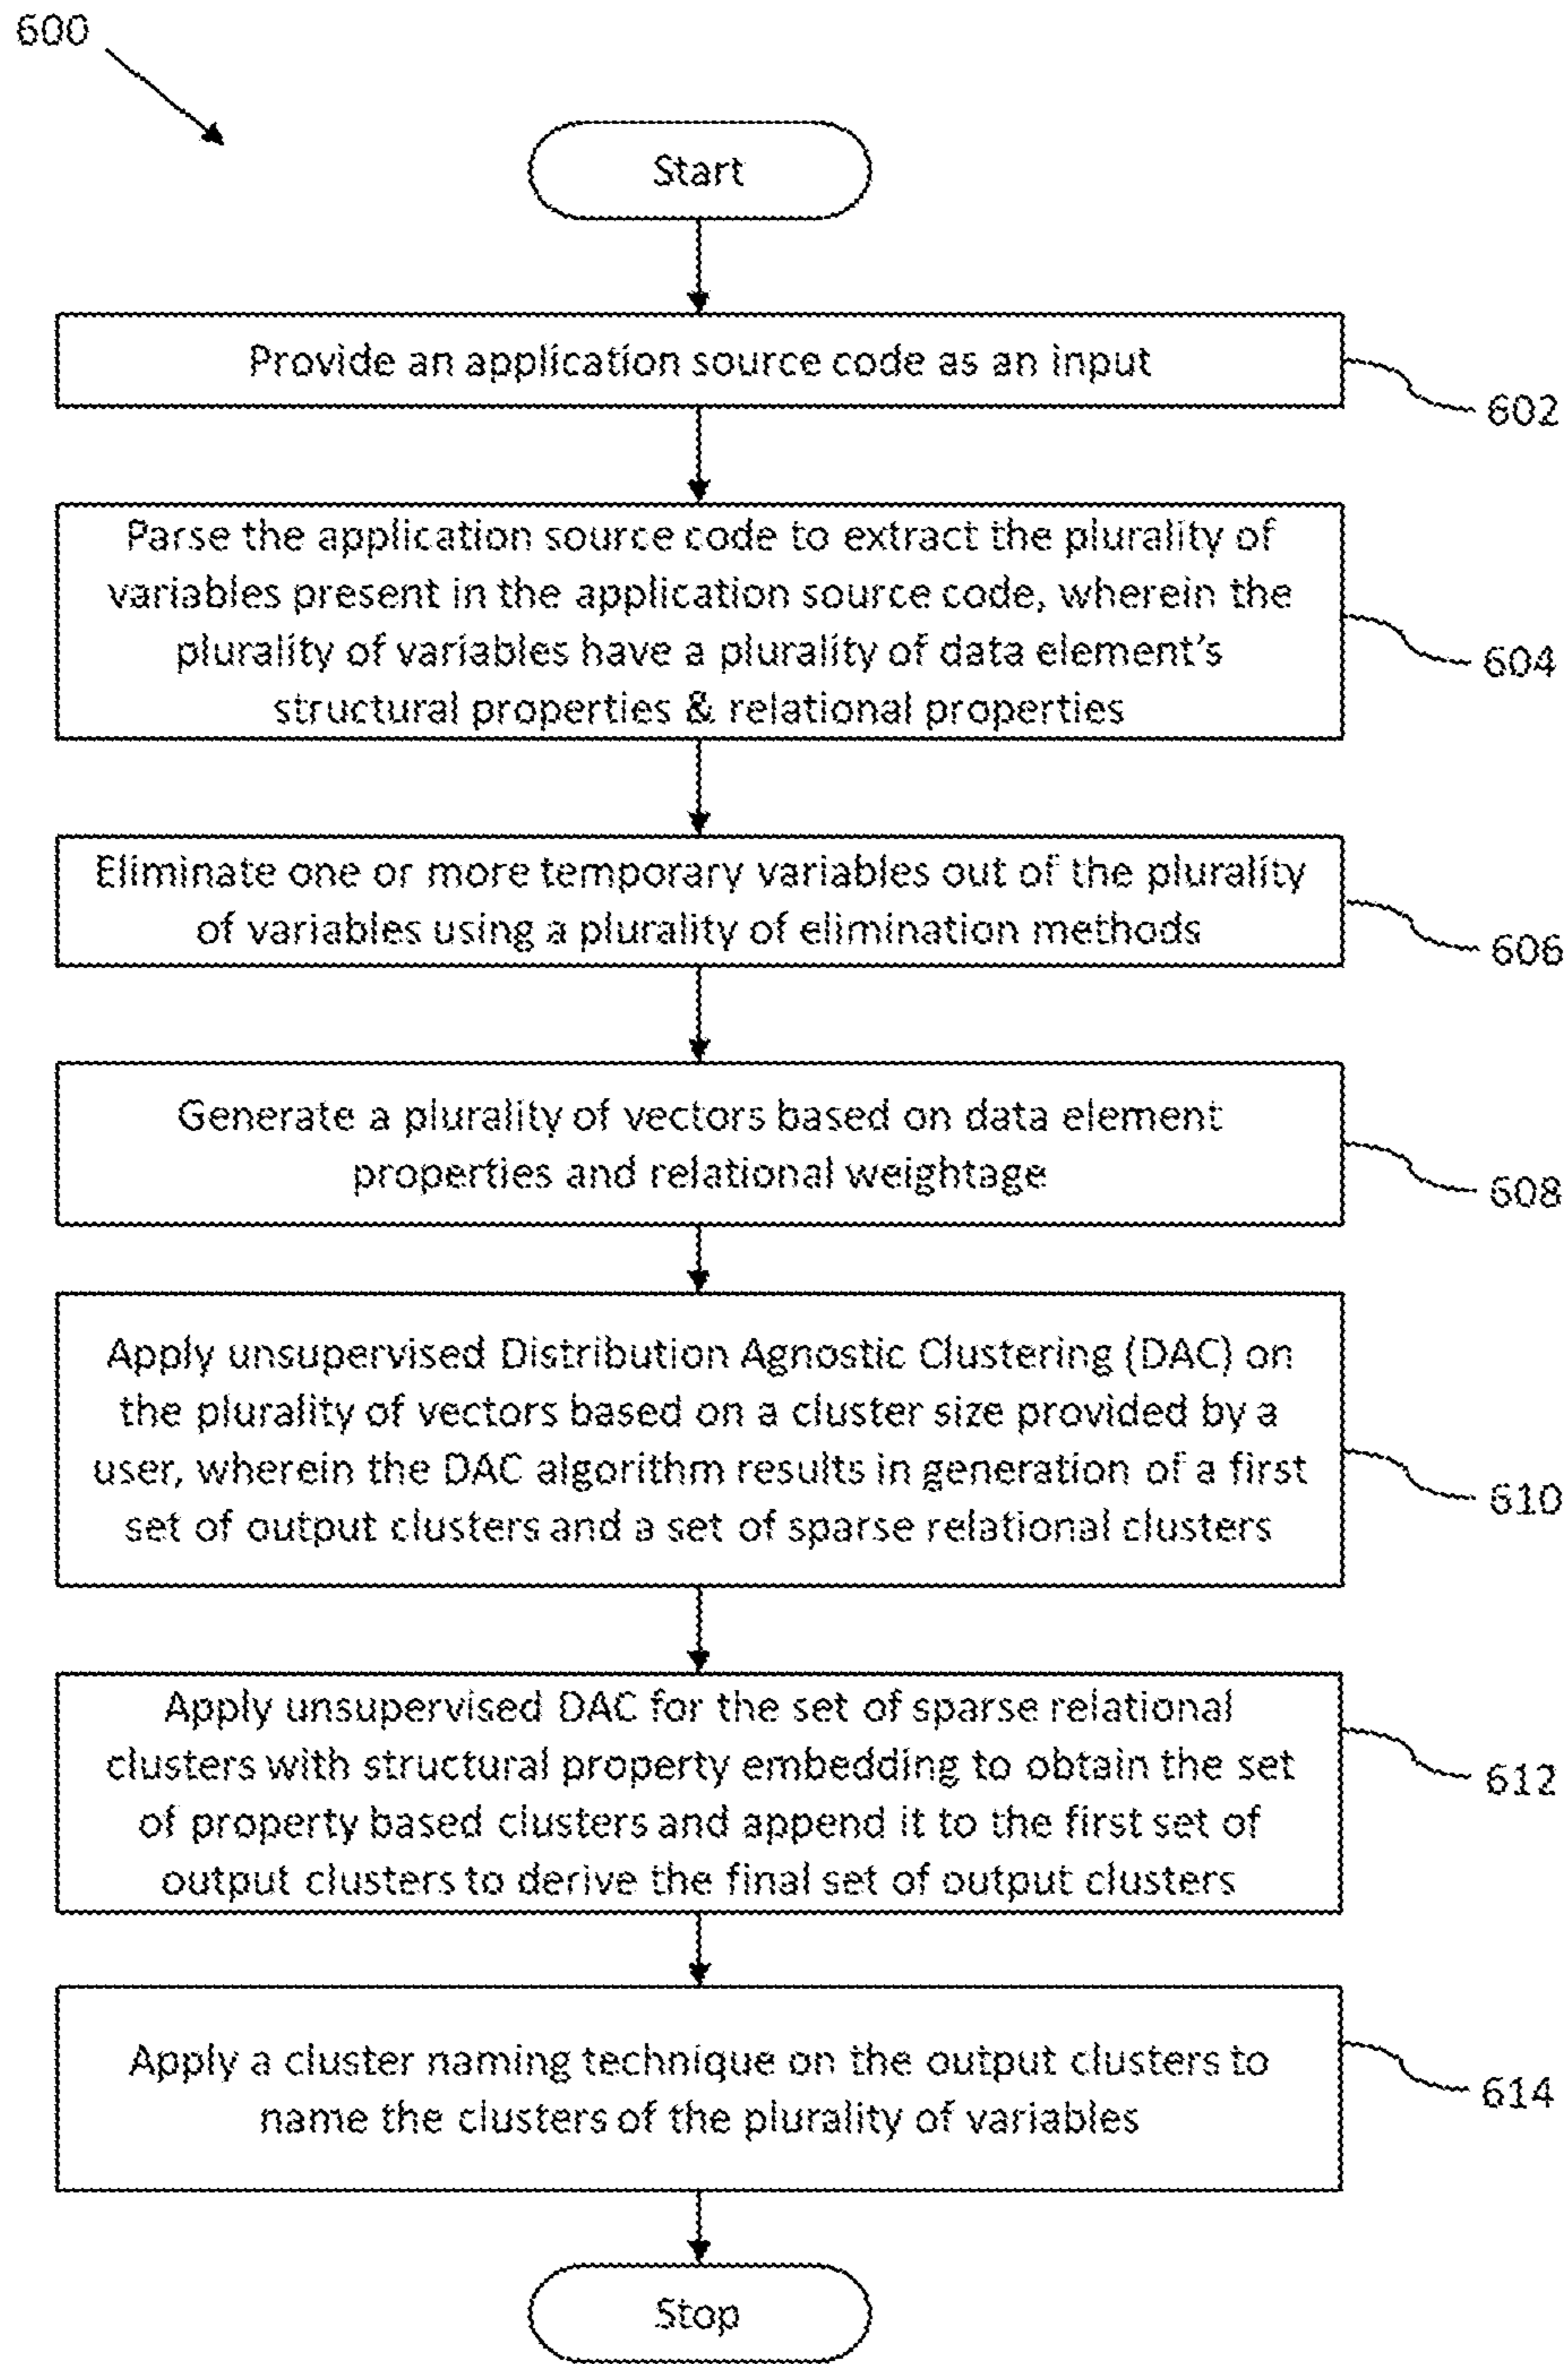 600
Start
Provide an application source code as an input
602
Parse the application source code to extract the plurality of
variables present in the application source code, wherein the
plurality of variables have a plurality of data element's
structural properties & relational properties
604
Eliminate one or more temporary variables out of the plurality
of variables using a plurality of elimination methods
606
Generate a plurality of vectors based on data element
properties and relational weightage
608
Apply unsupervised Distribution Agnostic Clustering (DAC) on
the plurality of vectors based on a cluster size provided by a
user, wherein the DAC algorithm results in generation of a first
set of output clusters and a set of sparse relational clusters
610
Apply unsupervised DAC for the set of sparse relational
clusters with structural property embedding to obtain the set
of property based clusters and append it to the first set of
output clusters to derive the final set of output clusters
612
Apply a cluster naming technique on the output clusters to
name the clusters of the plurality of variables
614
Stop